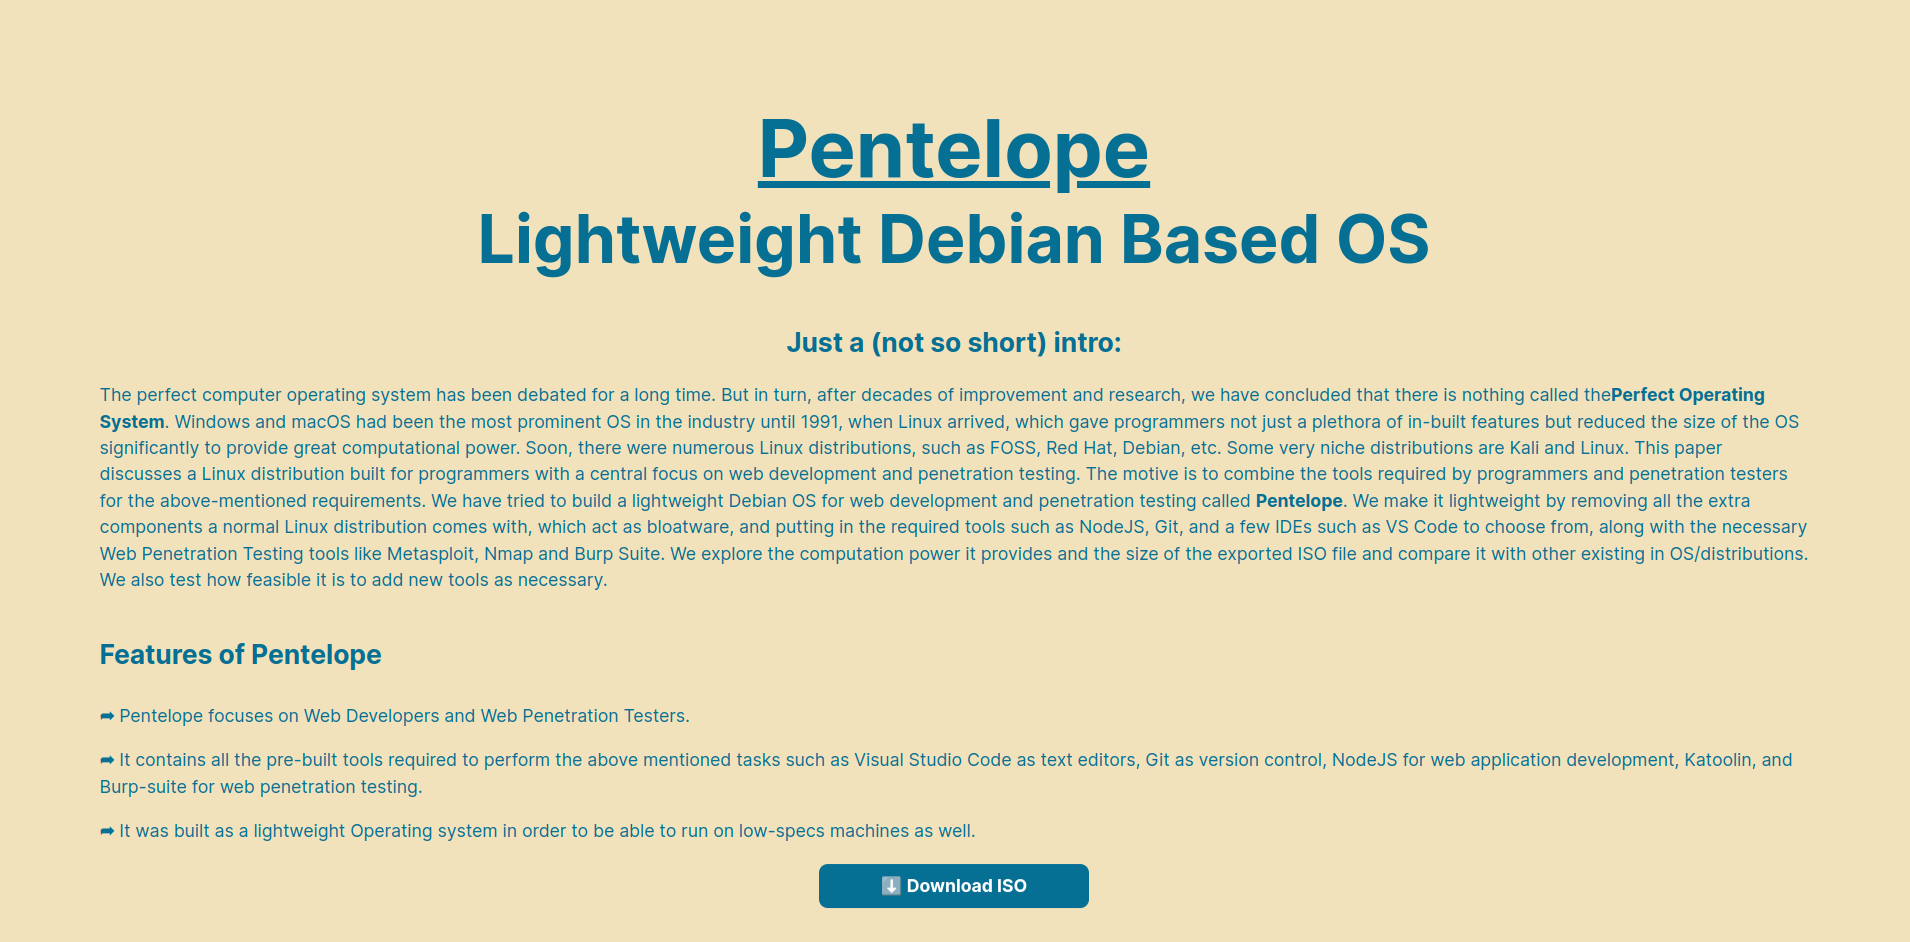 Pentelope
Lightweight Debian Based OS
Just a (not so short) intro:
The perfect computer operating system has been debated for a long time. But in turn, after decades of improvement and research, we have concluded that there is nothing called thePerfect Operating
System. Windows and macOS had been the most prominent OS in the industry until 1991, when Linux arrived, which gave programmers not just a plethora of in-built features but reduced the size of the OS
significantly to provide great computational power. Soon, there were numerous Linux distributions, such as FOSS, Red Hat, Debian, etc. Some very niche distributions are Kali and Linux. This paper
discusses a Linux distribution built for programmers with a central focus on web development and penetration testing. The motive is to combine the tools required by programmers and penetration testers
for the above-mentioned requirements. We have tried to build a lightweight Debian OS for web development and penetration testing called Pentelope. We make it lightweight by removing all the extra
components a normal Linux distribution comes with, which act as bloatware, and putting in the required tools such as NodeJS, Git, and a few IDEs such as VS Code to choose from, along with the necessary
Web Penetration Testing tools like Metasploit, Nmap and Burp Suite. We explore the computation power it provides and the size of the exported ISO file and compare it with other existing in OS/distributions.
We also test how feasible it is to add new tools as necessary.
Features of Pentelope
➦ Pentelope focuses on Web Developers and Web Penetration Testers.
➦ It contains all the pre-built tools required to perform the above mentioned tasks such as Visual Studio Code as text editors, Git as version control, NodeJS for web application development, Katoolin, and
Burp-suite for web penetration testing.
➦ It was built as a lightweight Operating system in order to be able to run on low-specs machines as well.
⬇️ Download ISO